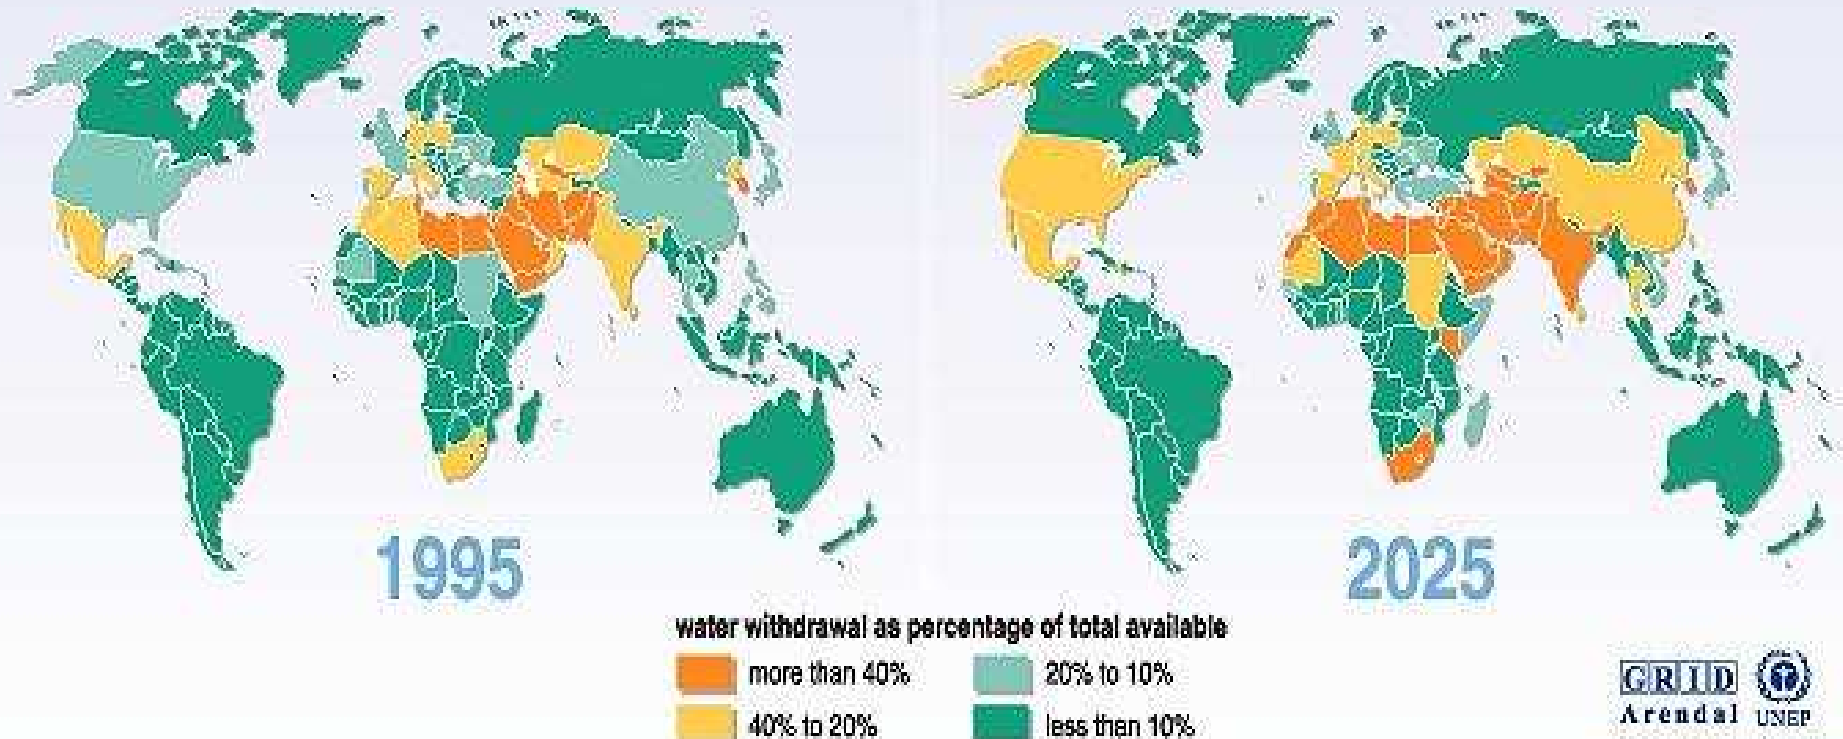 1995
2025
water withdrawal as percentage of total available
more than 40%
20% to 10%
40% to 20%
less then 10%
GRID
Arendal
UNEP